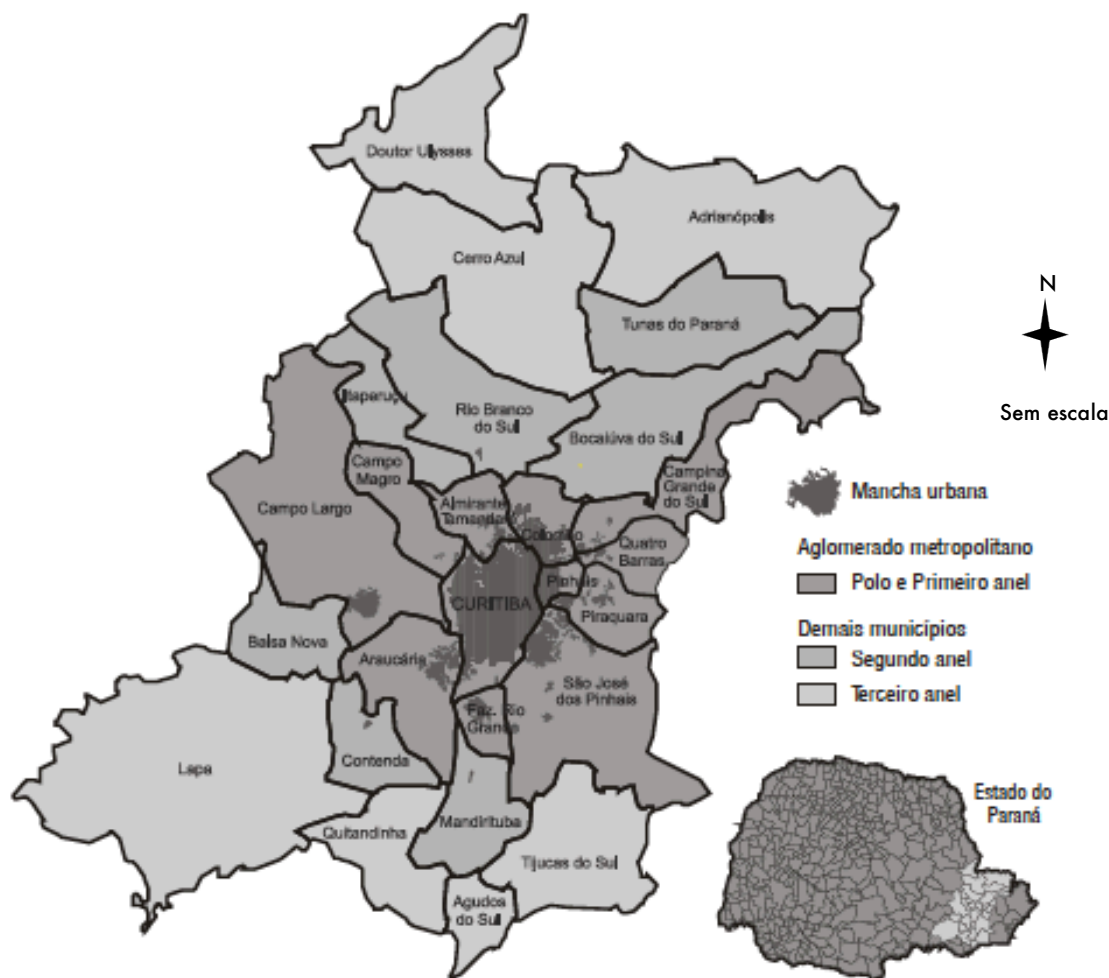 Doutor Ulysses
Adrianópolis
Cerro Azul
Tunas do Paraná
Itaperuçu
Rio Branco
do Sul
Bocaiúva do Sul
Campo
Magro
Campina
Grande
do Sul
Campo Largo
Almirante
Tamandaré
Colombo
Quatro
Barras
Pinhais
CURITIBA
Piraquara
Balsa Nova
Araucária
São José
dos Pinhais
Faz. Rio
Grande
Lapa
Contenda
Mandirituba
Quitandinha
Tijucas do Sul
Agudos
do Sul
N
Sem escala
Mancha urbana
Aglomerado metropolitano
Polo e Primeiro anel
Demais municípios
Segundo anel
Terceiro anel
Estado do
Paraná